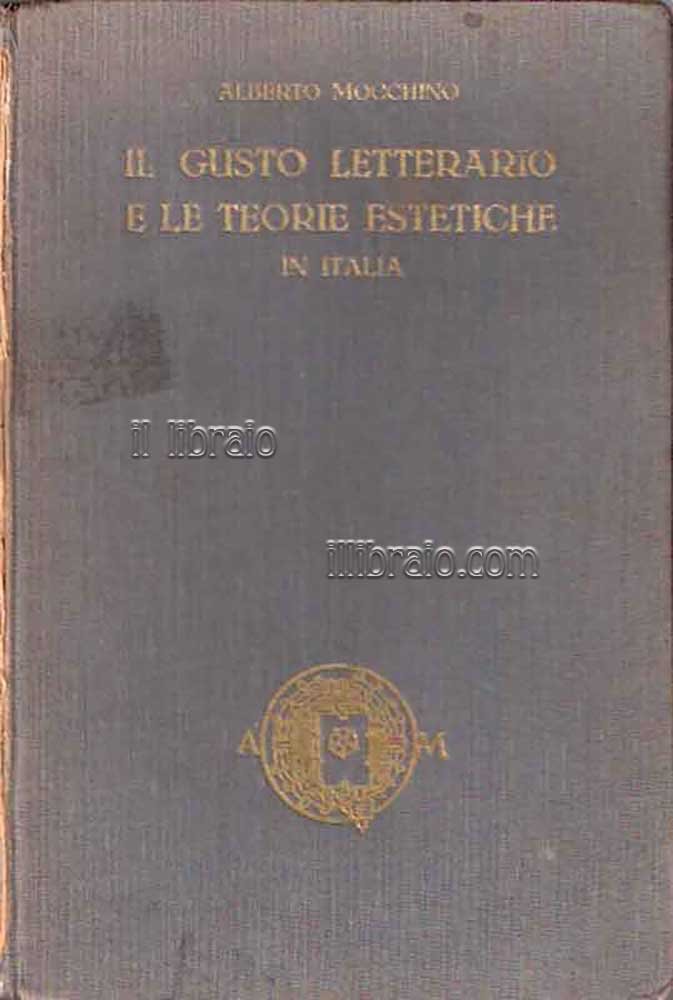 ALBERTO MOCCHINO
IL GUSTO LETTERARIO
E LE TEORIE ESTETICHE
IN ITALIA
il libraio
illibraio.com
A M